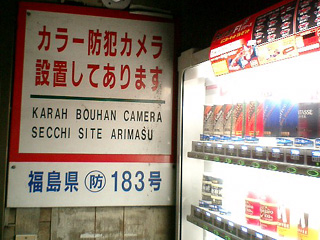 カラー防犯カメラ
設置してあります
KARAH BOUHAN CAMERA
SECCHI SITE ARIMASU
福島県 防 183号